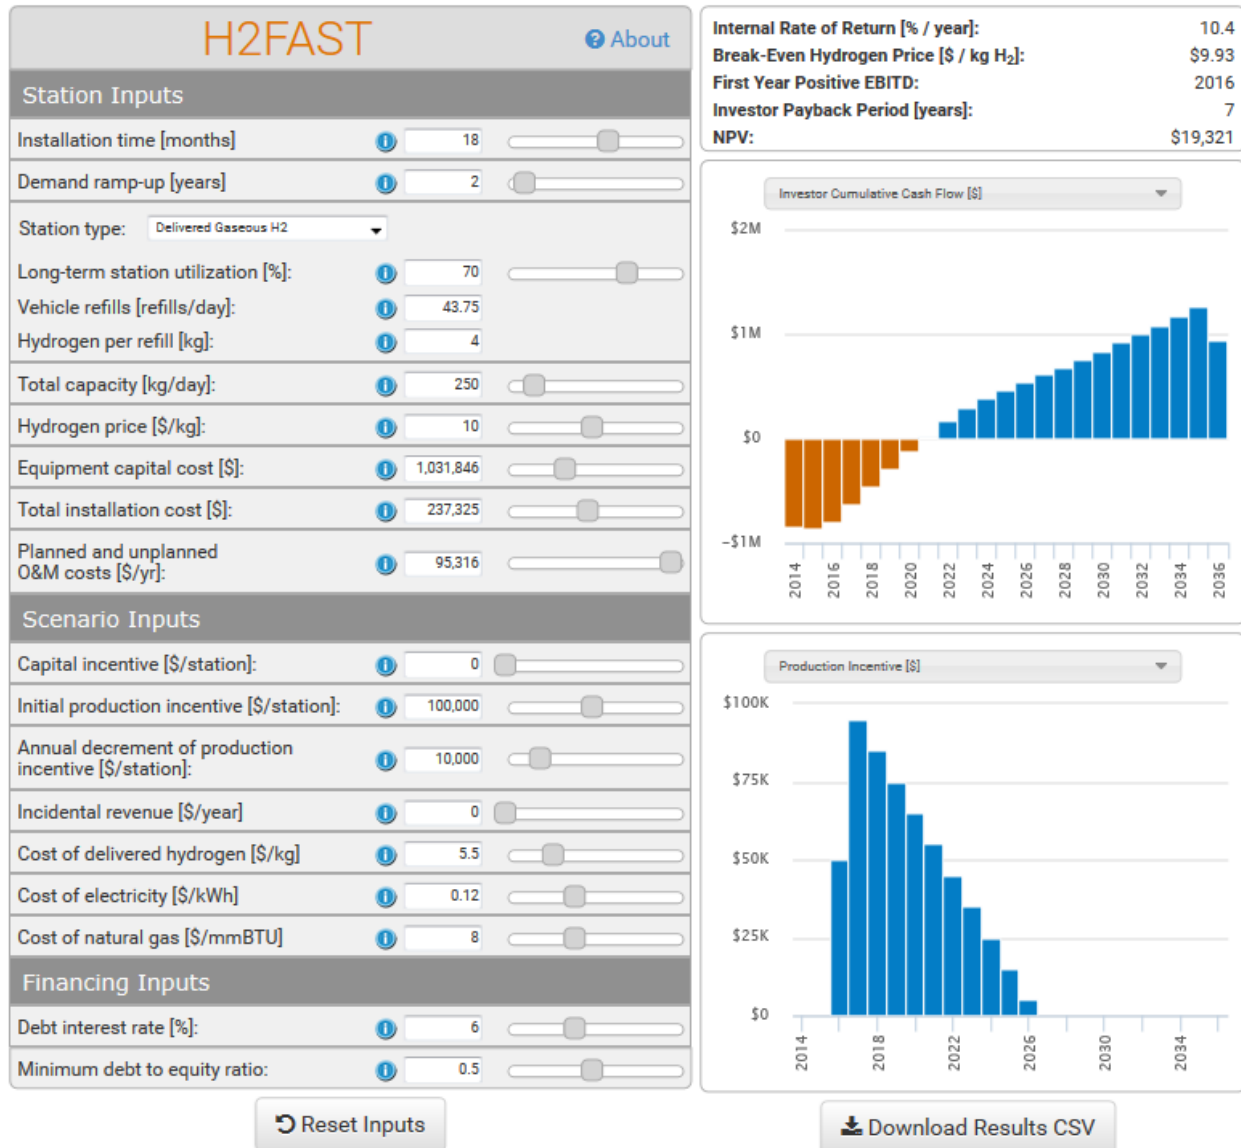 H2FAST
? About
Station Inputs
Installation time [months] i 18
Demand ramp-up [years] i 2
Station type: Delivered Gaseous H2
Long-term station utilization [%]: i 70
Vehicle refills [refills/day]: i 43.75
Hydrogen per refill [kg]: i 4
Total capacity [kg/day]: i 250
Hydrogen price [$/kg]: i 10
Equipment capital cost [$]: i 1,031,846
Total installation cost [$]: i 237,325
Planned and unplanned
O&M costs [$/yr]: i 95,316
Scenario Inputs
Capital incentive [$/station]: i 0
Initial production incentive [$/station]: i 100,000
Annual decrement of production
incentive [$/station]: i 10,000
Incidental revenue [$/year] i 0
Cost of delivered hydrogen [$/kg] i 5.5
Cost of electricity [$/kWh] i 0.12
Cost of natural gas [$/mmBTU] i 8
Financing Inputs
Debt interest rate [%]: i 6
Minimum debt to equity ratio: i 0.5
Reset Inputs
Internal Rate of Return [% / year]: 10.4
Break-Even Hydrogen Price [$ / kg H₂]: $9.93
First Year Positive EBITD: 2016
Investor Payback Period [years]: 7
NPV: $19,321
Investor Cumulative Cash Flow [$]
$2M
$1M
$0
−$1M
2014 2016 2018 2020 2022 2024 2026 2028 2030 2032 2034 2036
Production Incentive [$]
$100K
$75K
$50K
$25K
$0
2014 2018 2022 2026 2030 2034
Download Results CSV